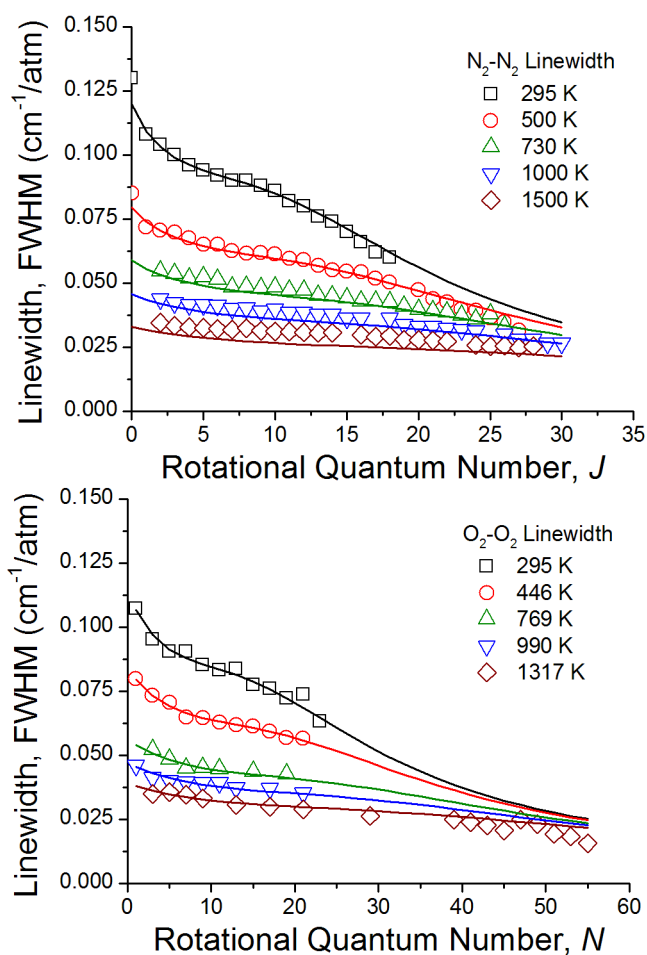 0.150
0.125
0.100
0.075
0.050
0.025
0.000
Linewidth, FWHM (cm⁻¹/atm)
N₂-N₂ Linewidth
295 K
500 K
730 K
1000 K
1500 K
0 5 10 15 20 25 30 35
Rotational Quantum Number, J
0.150
0.125
0.100
0.075
0.050
0.025
0.000
Linewidth, FWHM (cm⁻¹/atm)
O₂-O₂ Linewidth
295 K
446 K
769 K
990 K
1317 K
0 10 20 30 40 50 60
Rotational Quantum Number, N